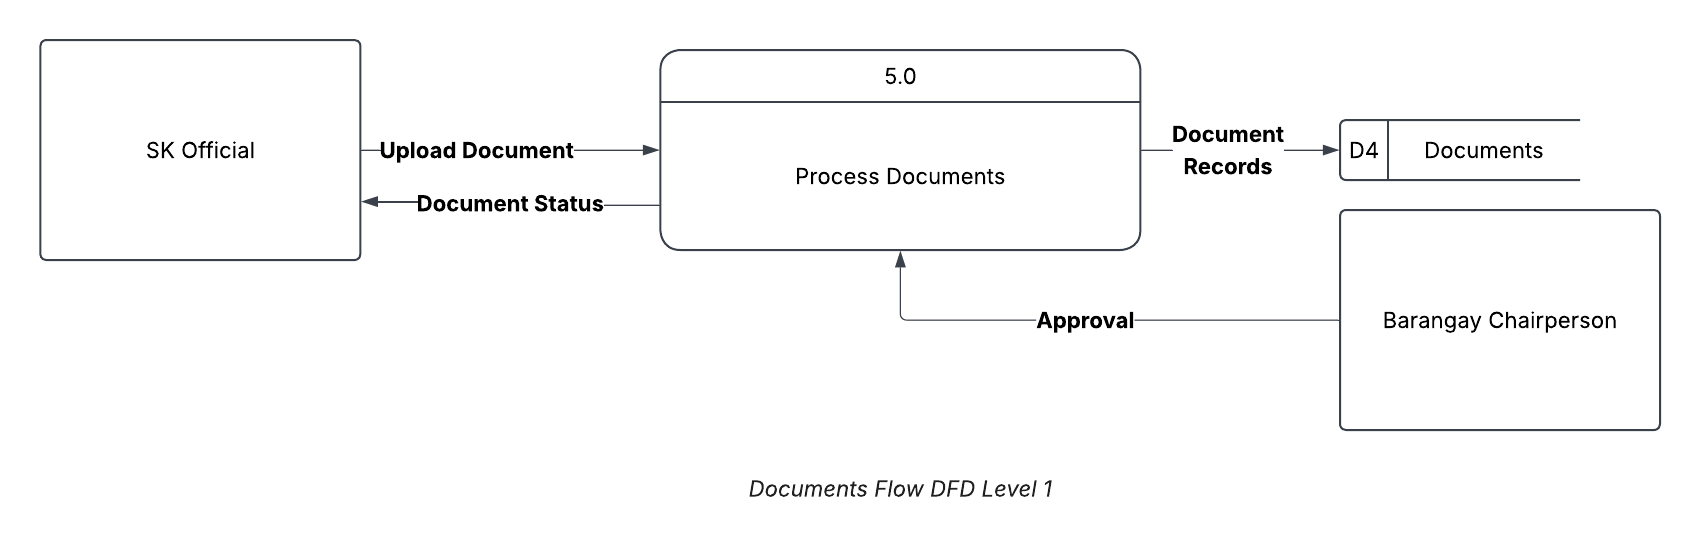 5.0
SK Official
Upload Document
Document Status
Process Documents
Document
Records
D4
Documents
Approval
Barangay Chairperson
Documents Flow DFD Level 1